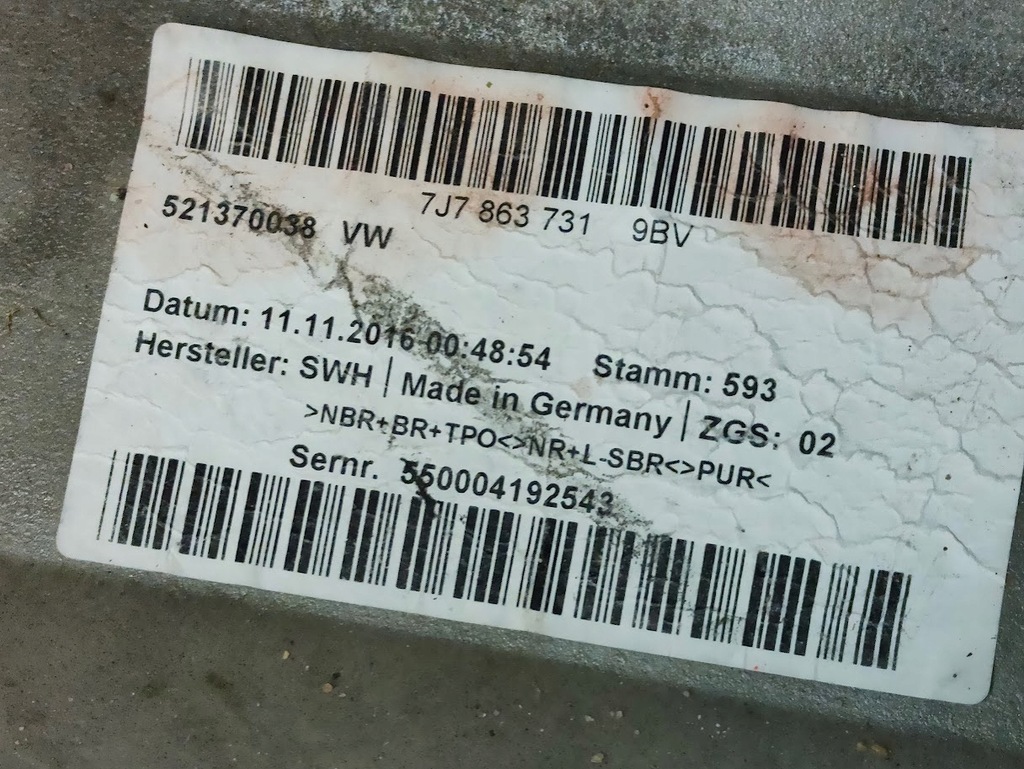 7J7 863 731 9BV
521370038 VW
Datum: 11.11.2016 00:48:54 Stamm: 593
Hersteller: SWH | Made in Germany | ZGS: 02
>NBR+BR+TPO<>NR+L-SBR<>PUR<
Sernr. 550004192543